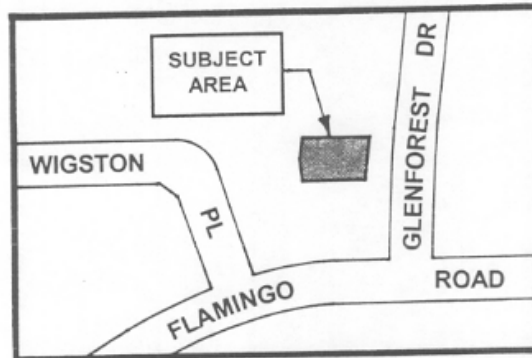 SUBJECT
AREA
GLENFOREST DR
WIGSTON PL
FLAMINGO ROAD